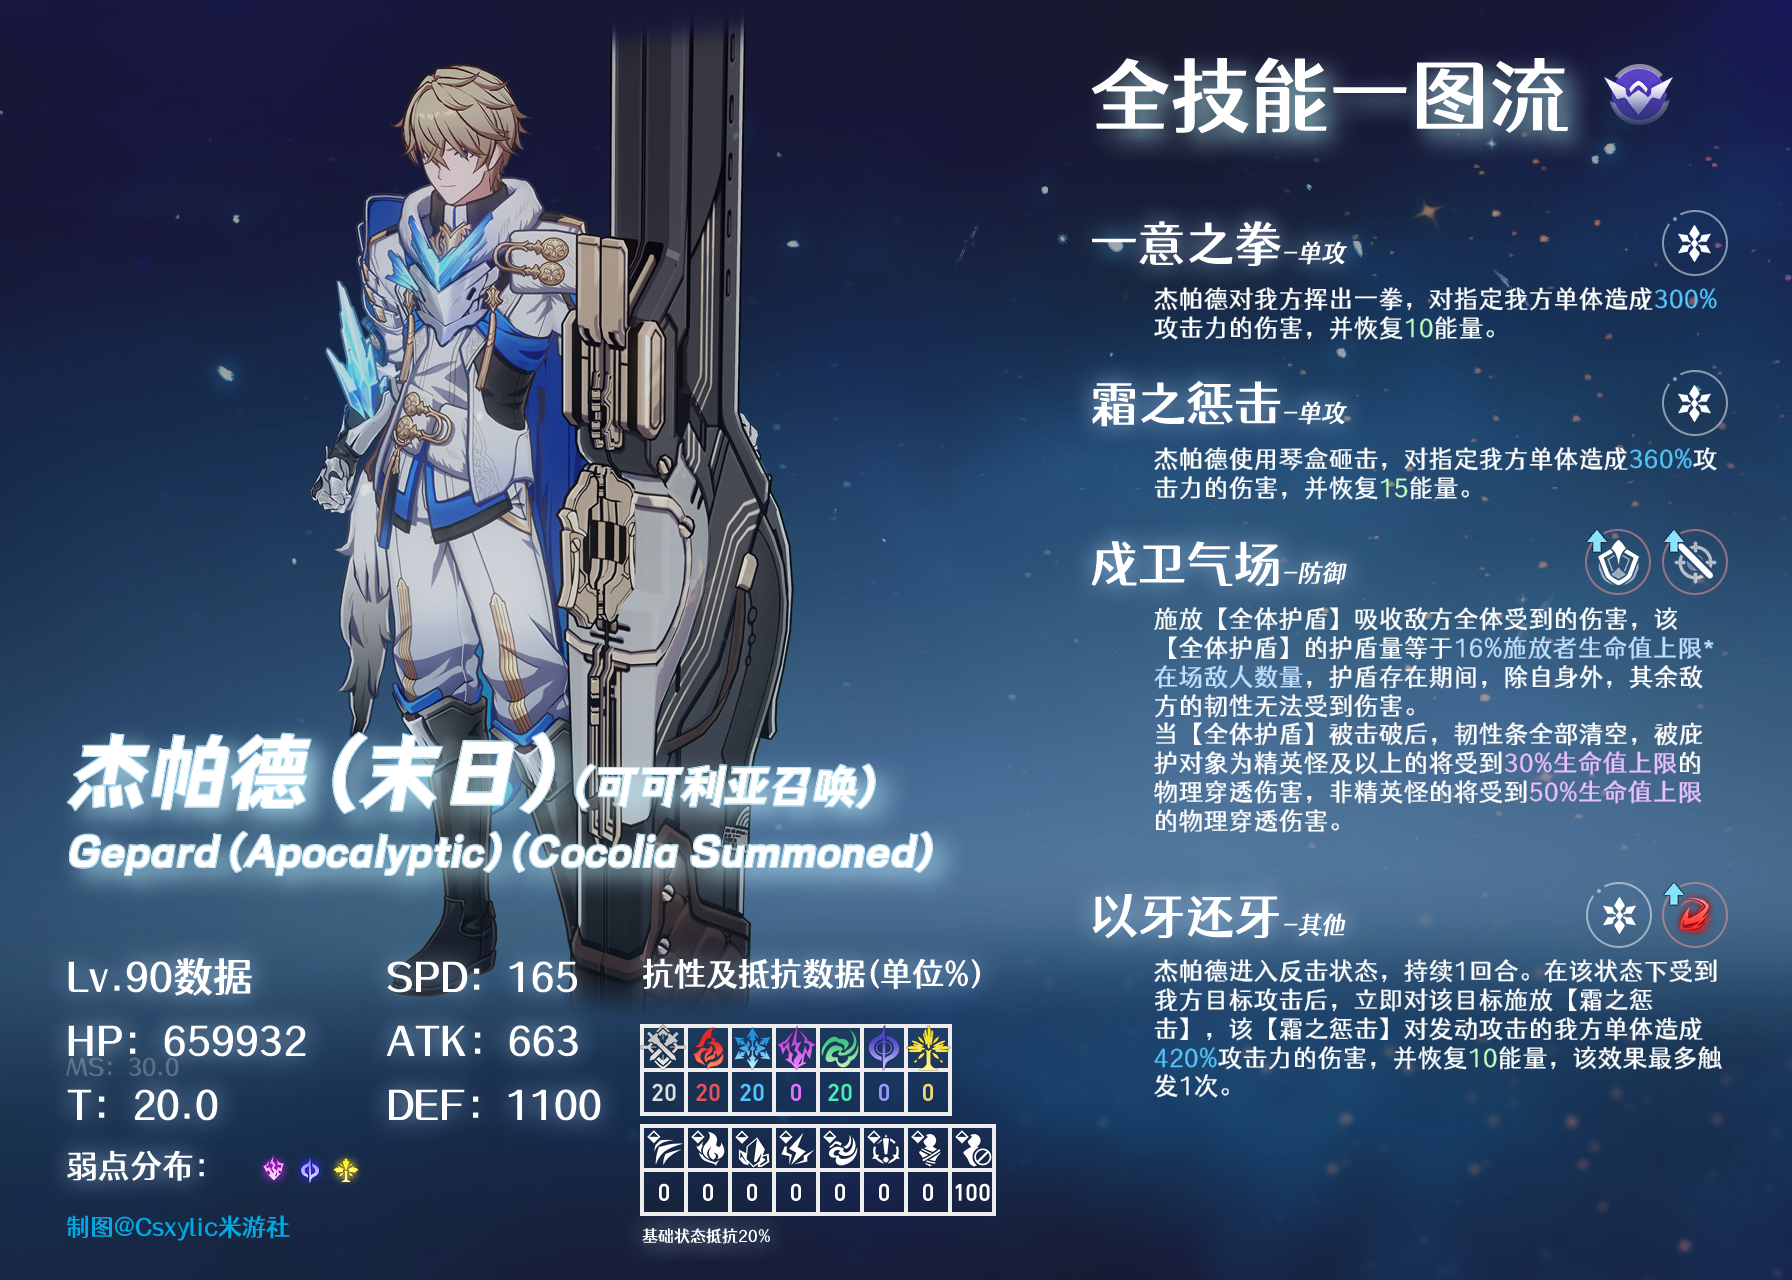 全技能一图流
一意之拳-单攻
杰帕德对我方挥出一拳，对指定我方单体造成300%
攻击力的伤害，并恢复10能量。
霜之惩击-单攻
杰帕德使用琴盒砸击，对指定我方单体造成360%攻
击力的伤害，并恢复15能量。
戍卫气场-防御
施放【全体护盾】吸收敌方全体受到的伤害，该
【全体护盾】的护盾量等于16%施放者生命值上限*
在场敌人数量，护盾存在期间，除自身外，其余敌
方的韧性无法受到伤害。
当【全体护盾】被击破后，韧性条全部清空，被庇
护对象为精英怪及以上的将受到30%生命值上限的
物理穿透伤害，非精英怪的将受到50%生命值上限
的物理穿透伤害。
以牙还牙-其他
杰帕德进入反击状态，持续1回合。在该状态下受到
我方目标攻击后，立即对该目标施放【霜之惩
击】，该【霜之惩击】对发动攻击的我方单体造成
420%攻击力的伤害，并恢复10能量，该效果最多触
发1次。
杰帕德（末日）（可可利亚召唤）
Gepard (Apocalyptic) (Cocolia Summoned)
Lv.90数据
SPD：165
HP：659932
ATK：663
MS：30.0
T：20.0
DEF：1100
弱点分布：
制图@Csxylic米游社
抗性及抵抗数据(单位%)
20 20 20 0 20 0 0
0 0 0 0 0 0 0 100
基础状态抵抗20%